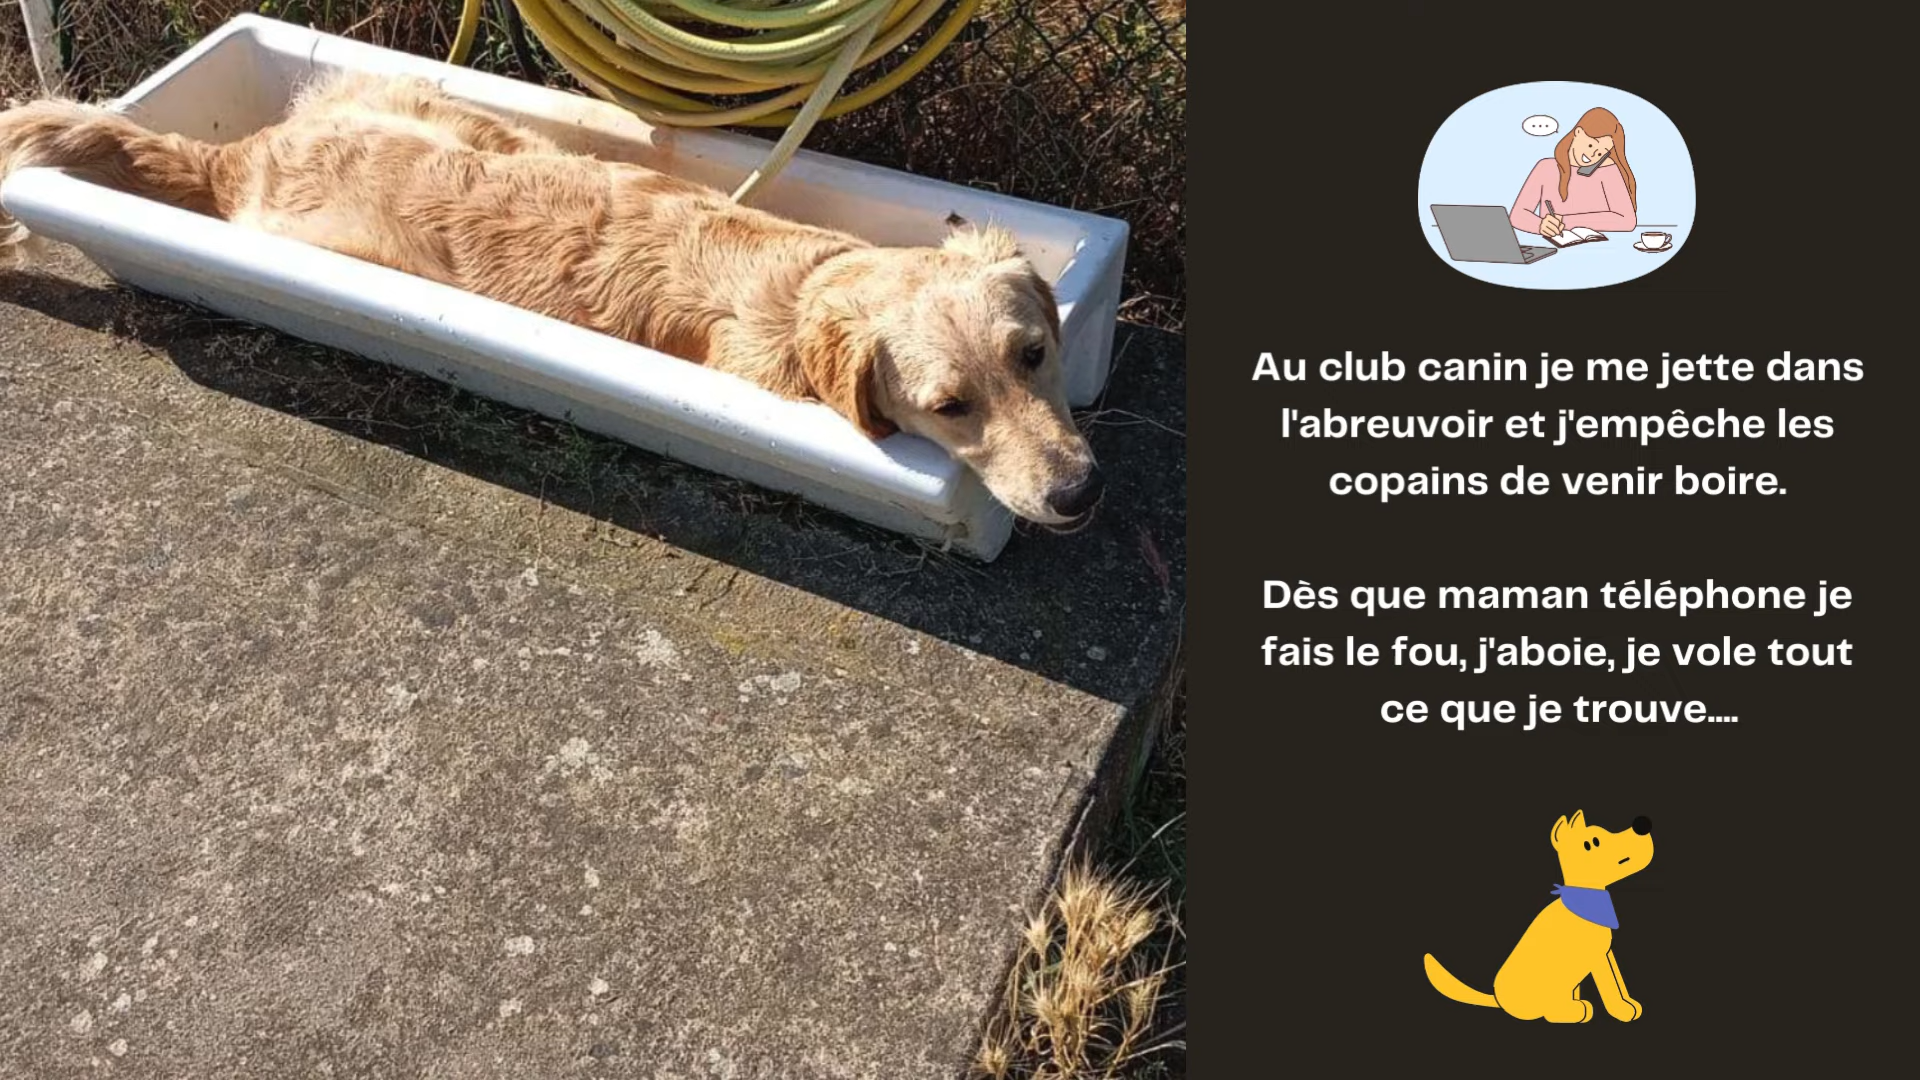 Au club canin je me jette dans
l'abreuvoir et j'empêche les
copains de venir boire.
Dès que maman téléphone je
fais le fou, j'aboie, je vole tout
ce que je trouve....